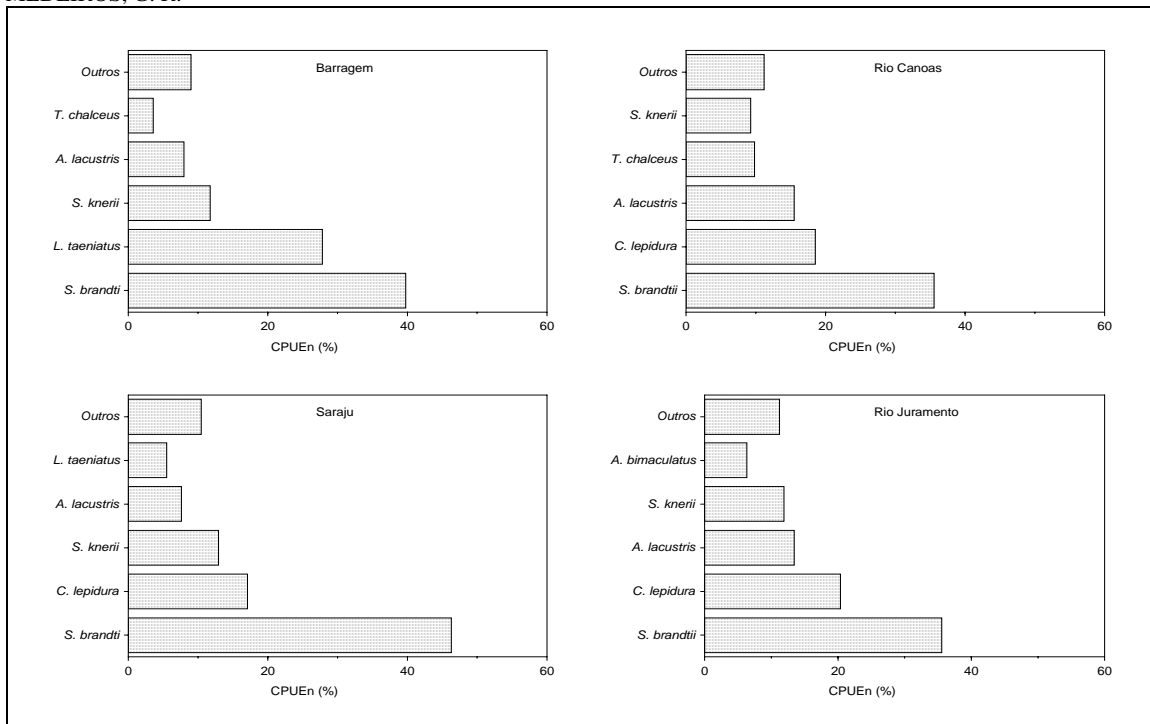 Barragem
Outros
T. chalceus
A. lacustris
S. knerii
L. taeniatus
S. brandti
0 20 40 60
CPUEn (%)
Rio Canoas
Outros
S. knerii
T. chalceus
A. lacustris
C. lepidura
S. brandtii
0 20 40 60
CPUEn (%)
Saraju
Outros
L. taeniatus
A. lacustris
S. knerii
C. lepidura
S. brandti
0 20 40 60
CPUEn (%)
Rio Juramento
Outros
A. bimaculatus
S. knerii
A. lacustris
C. lepidura
S. brandtii
0 20 40 60
CPUEn (%)